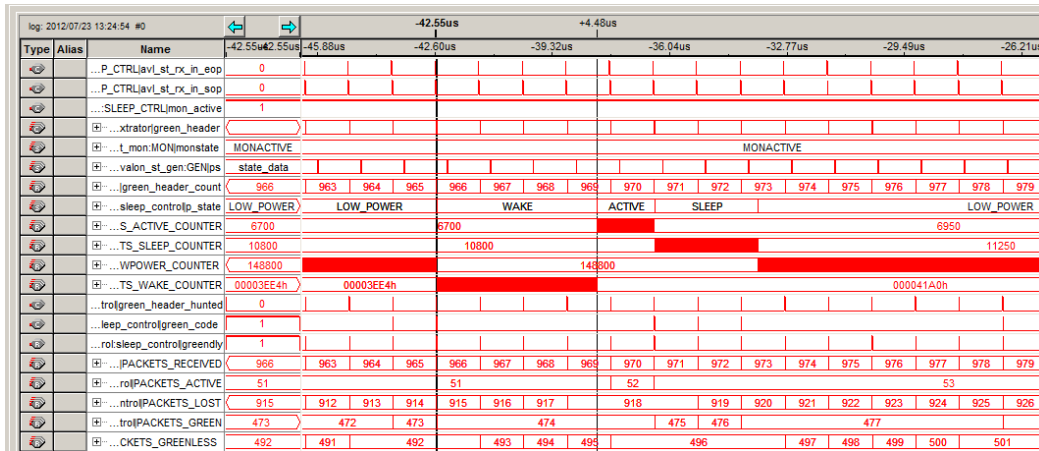 log: 2012/07/23 13:24:54 #0 -42.55us +4.48us
Type Alias Name -42.55us -42.55us -45.88us -42.60us -39.32us -36.04us -32.77us -29.49us -26.21us
...P_CTRL|avl_st_rx_in_eop 0
...P_CTRL|avl_st_rx_in_sop 0
...:SLEEP_CTRL|mon_active 1
...xtrator|green_header
...t_mon:MON|monstate MONACTIVE MONACTIVE
...valon_st_gen:GEN|ps state_data
...|green_header_count 966 963 964 965 966 967 968 969 970 971 972 973 974 975 976 977 978 979
...sleep_control|p_state LOW_POWER LOW_POWER WAKE ACTIVE SLEEP LOW_POWER
...S_ACTIVE_COUNTER 6700 6700 6950
...TS_SLEEP_COUNTER 10800 10800 11250
...WPOWER_COUNTER 148800 148800
...TS_WAKE_COUNTER 00003EE4h 00003EE4h 000041A0h
...trol|green_header_hunted 0
...leep_control|green_code 1
...rol:sleep_control|greendly 1
...|PACKETS_RECEIVED 966 963 964 965 966 967 968 969 970 971 972 973 974 975 976 977 978 979
...rol|PACKETS_ACTIVE 51 51 52 53
...ntrol|PACKETS_LOST 915 912 913 914 915 916 917 918 919 920 921 922 923 924 925 926
...trol|PACKETS_GREEN 473 472 473 474 475 476 477
...CKETS_GREENLESS 492 491 492 493 494 495 496 497 498 499 500 501